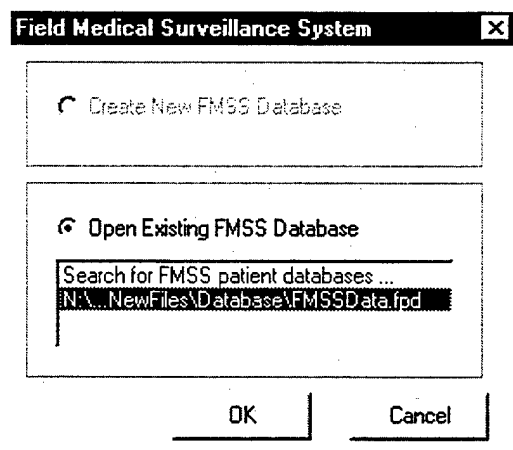 Field Medical Surveillance System
Create New FMSS Database
Open Existing FMSS Database
Search for FMSS patient databases ...
N:\...NewFiles\Database\FMSSData.fpd
OK Cancel